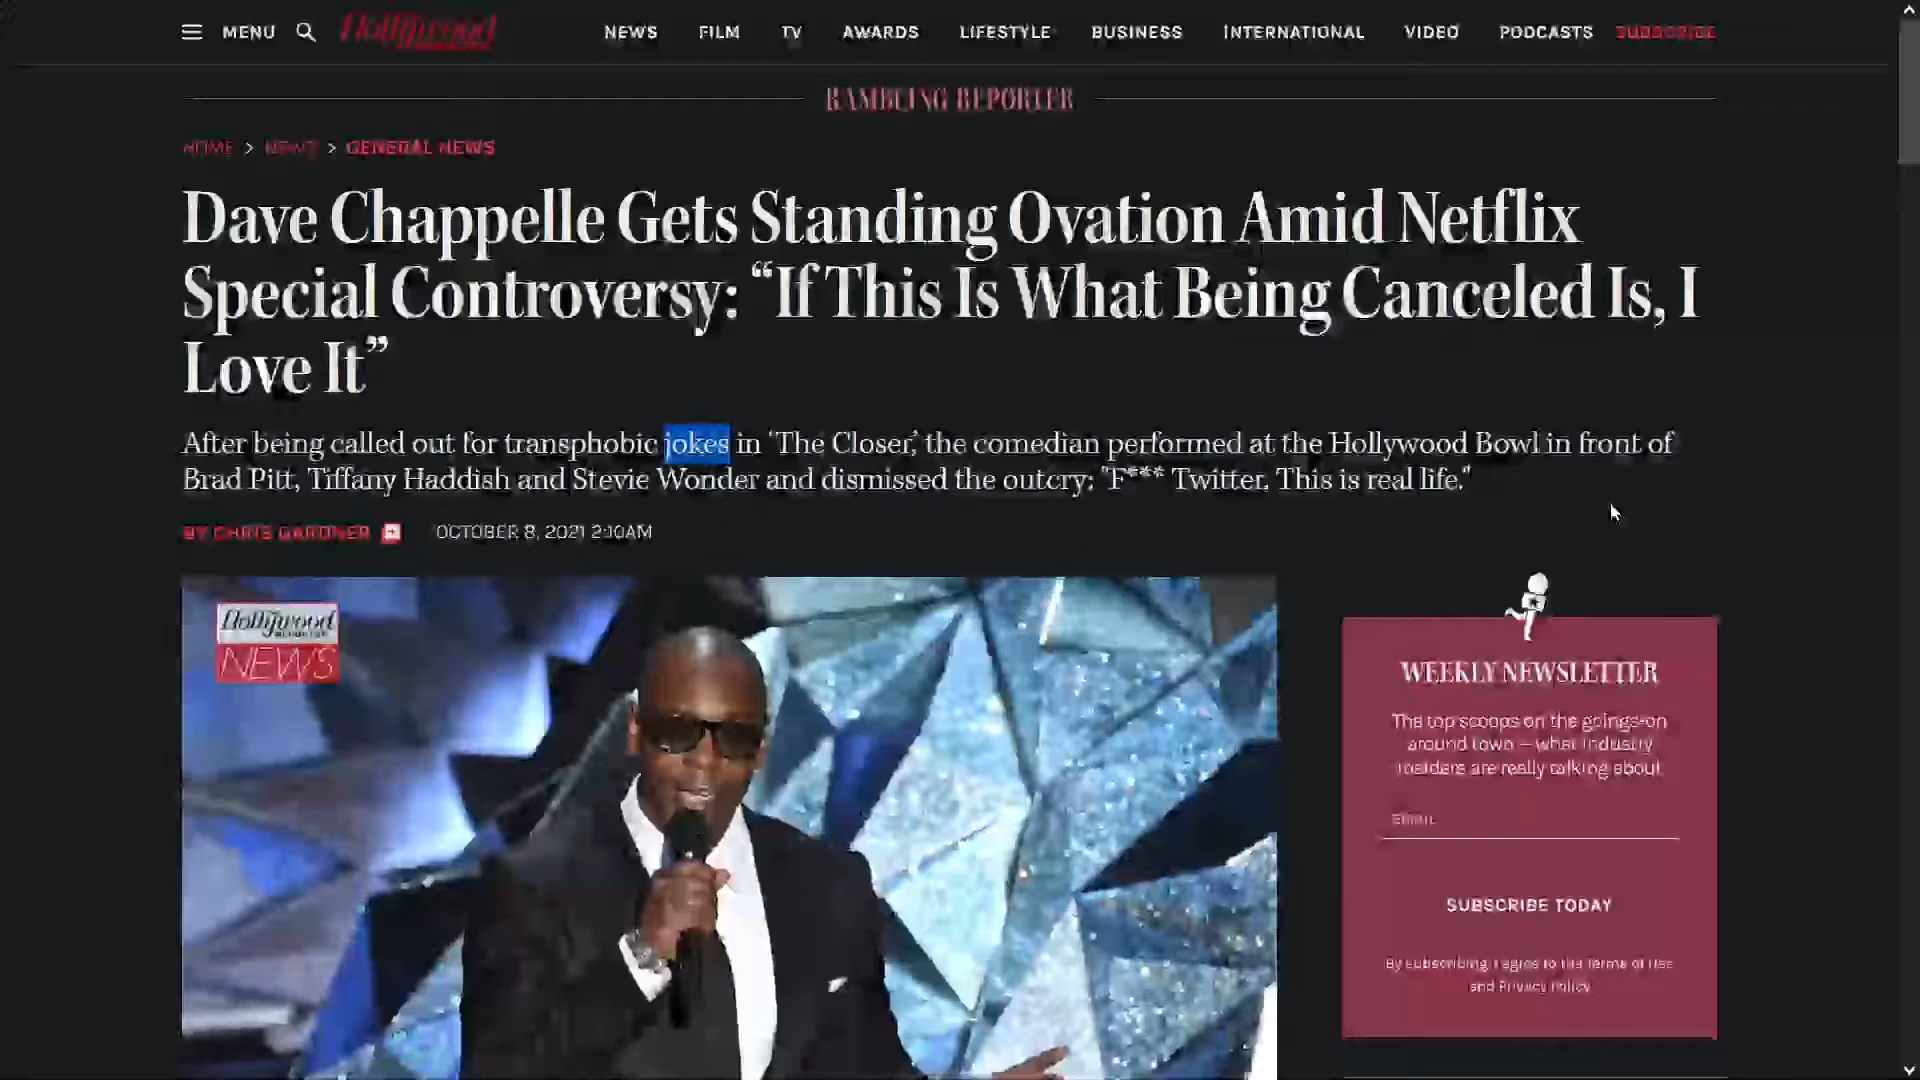 MENU
Hollywood
NEWS
FILM
TV
AWARDS
LIFESTYLE
BUSINESS
INTERNATIONAL
VIDEO
PODCASTS
SUBSCRIBE
RAMBLING REPORTER
HOME > NEWS > GENERAL NEWS
Dave Chappelle Gets Standing Ovation Amid Netflix
Special Controversy: “If This Is What Being Canceled Is, I
Love It”
After being called out for transphobic jokes in 'The Closer,' the comedian performed at the Hollywood Bowl in front of
Brad Pitt, Tiffany Haddish and Stevie Wonder and dismissed the outcry: "F*** Twitter. This is real life."
BY CHRIS GARDNER
OCTOBER 8, 2021 2:10AM
Hollywood
REPORTER
NEWS
WEEKLY NEWSLETTER
The top scoops on the goings-on
around town — what industry
insiders are really talking about
EMAIL
SUBSCRIBE TODAY
By subscribing, I agree to the Terms of Use
and Privacy Policy.